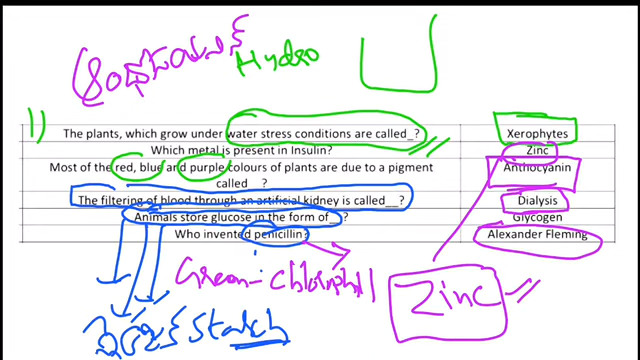 Hydro
1)
The plants, which grow under water stress conditions are called_? Xerophytes
Which metal is present in Insulin? Zinc
Most of the red, blue and purple colours of plants are due to a pigment called _? Anthocyanin
The filtering of blood through an artificial kidney is called__? Dialysis
Animals store glucose in the form of _? Glycogen
Who invented penicillin? Alexander Fleming
Green - Chlorphill
Zinc
Starch